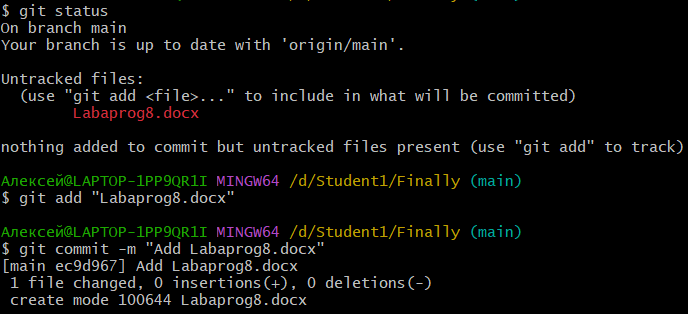 $ git status
On branch main
Your branch is up to date with 'origin/main'.
Untracked files:
(use "git add <file>..." to include in what will be committed)
Labaprog8.docx
nothing added to commit but untracked files present (use "git add" to track)
Алексей@LAPTOP-1PP9QR1I MINGW64 /d/Student1/Finally (main)
$ git add "Labaprog8.docx"
Алексей@LAPTOP-1PP9QR1I MINGW64 /d/Student1/Finally (main)
$ git commit -m "Add Labaprog8.docx"
[main ec9d967] Add Labaprog8.docx
1 file changed, 0 insertions(+), 0 deletions(-)
create mode 100644 Labaprog8.docx